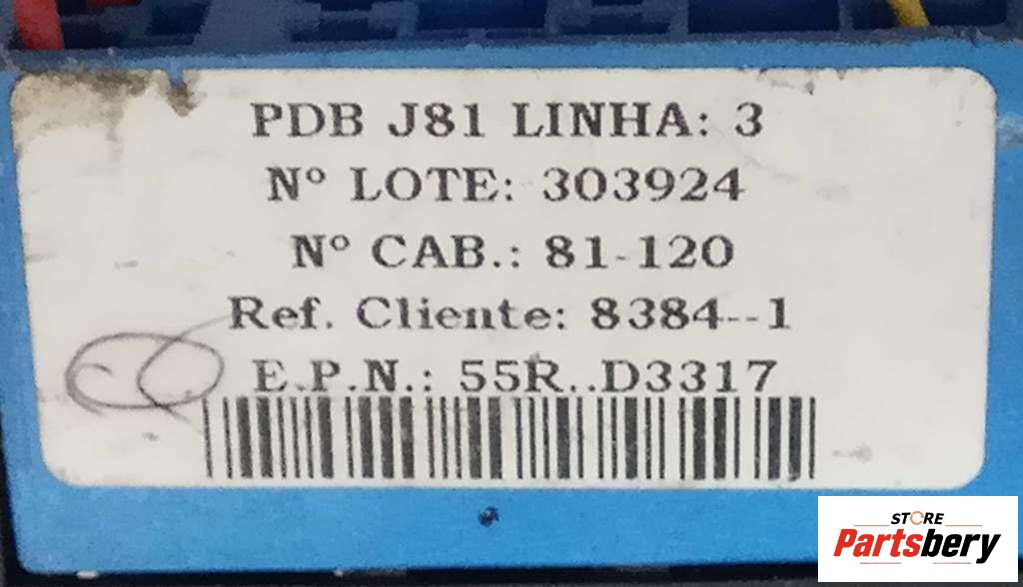 PDB J81 LINHA: 3
Nº LOTE: 303924
Nº CAB.: 81-120
Ref. Cliente: 8384--1
E.P.N.: 55R..D3317
STORE
Partsbery